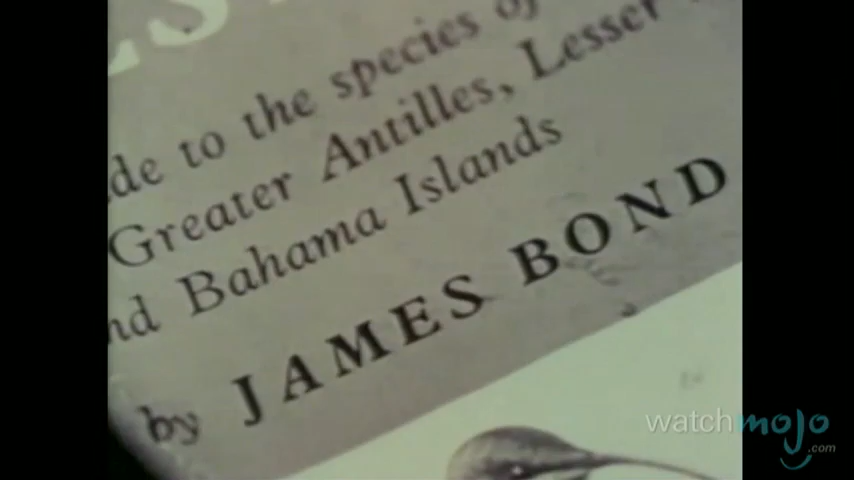 de to the species of
Greater Antilles, Lesser
nd Bahama Islands
by JAMES BOND
watchmojo
.com